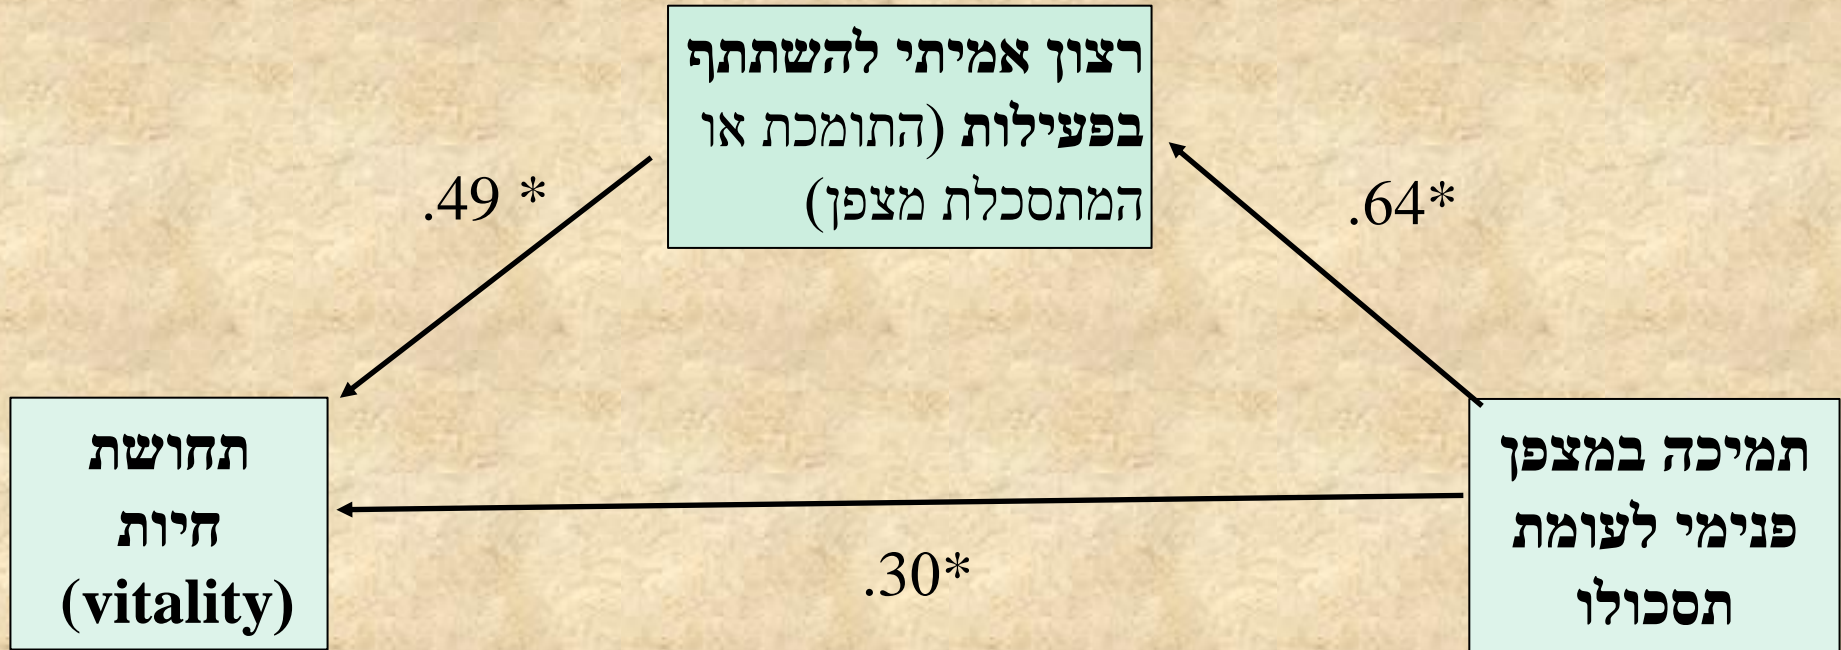 רצון אמיתי להשתתף
בפעילות (התומכת או
המתסכלת מצפן)
.64*
.49 *
תמיכה במצפן
פנימי לעומת
תסכולו
.30*
תחושת
חיות
(vitality)